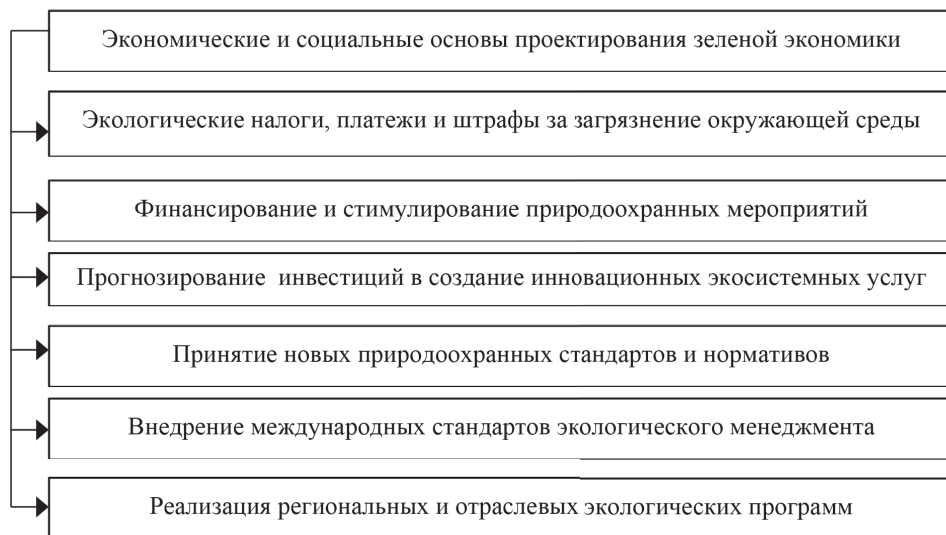 Экономические и социальные основы проектирования зеленой экономики
Экологические налоги, платежи и штрафы за загрязнение окружающей среды
Финансирование и стимулирование природоохранных мероприятий
Прогнозирование инвестиций в создание инновационных экосистемных услуг
Принятие новых природоохранных стандартов и нормативов
Внедрение международных стандартов экологического менеджмента
Реализация региональных и отраслевых экологических программ